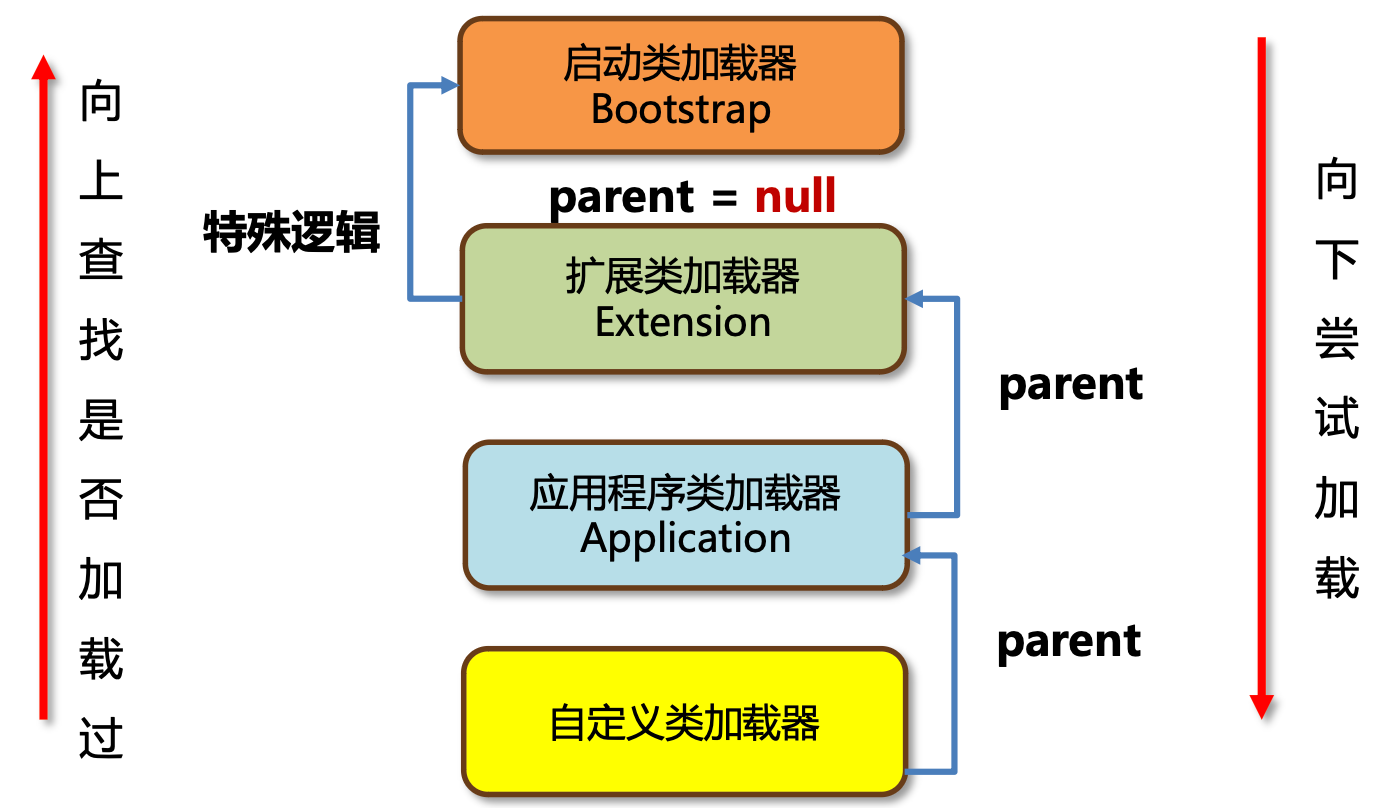 向上查找是否加载过
启动类加载器
Bootstrap
parent = null
特殊逻辑
扩展类加载器
Extension
parent
应用程序类加载器
Application
parent
自定义类加载器
向下尝试加载